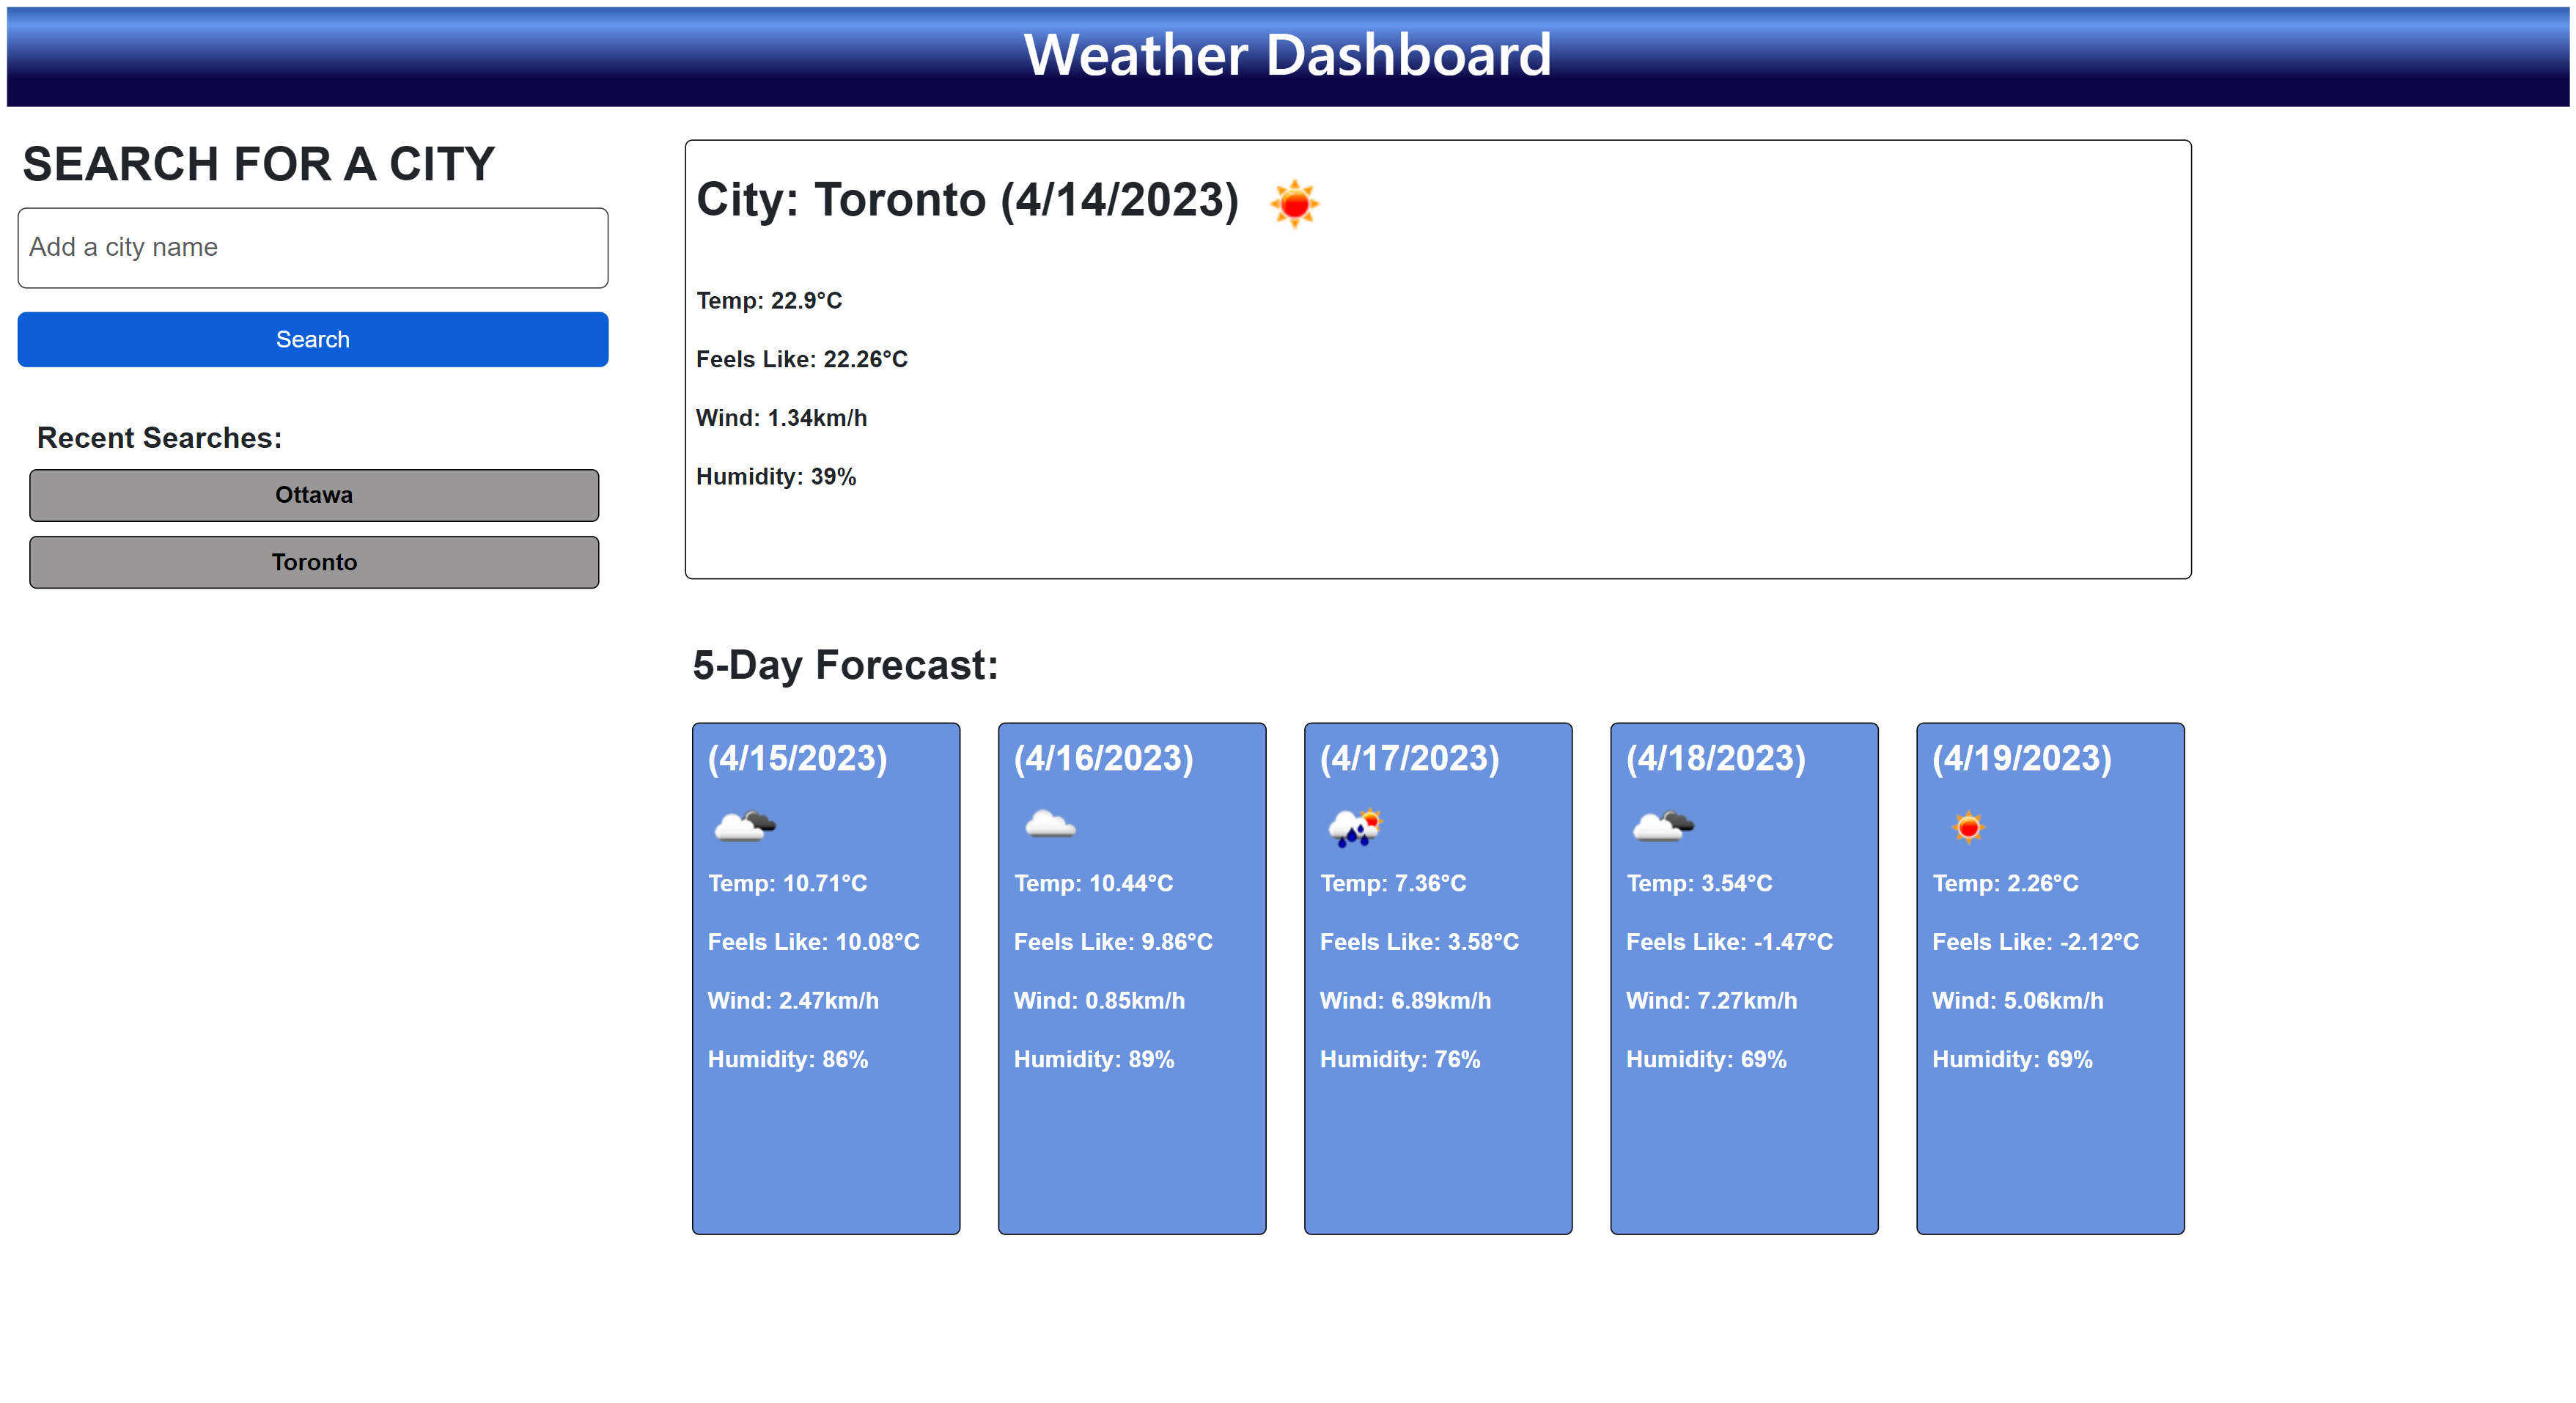 Weather Dashboard
SEARCH FOR A CITY
Add a city name
Search
Recent Searches:
Ottawa
Toronto
City: Toronto (4/14/2023)
Temp: 22.9°C
Feels Like: 22.26°C
Wind: 1.34km/h
Humidity: 39%
5-Day Forecast:
(4/15/2023)
Temp: 10.71°C
Feels Like: 10.08°C
Wind: 2.47km/h
Humidity: 86%
(4/16/2023)
Temp: 10.44°C
Feels Like: 9.86°C
Wind: 0.85km/h
Humidity: 89%
(4/17/2023)
Temp: 7.36°C
Feels Like: 3.58°C
Wind: 6.89km/h
Humidity: 76%
(4/18/2023)
Temp: 3.54°C
Feels Like: -1.47°C
Wind: 7.27km/h
Humidity: 69%
(4/19/2023)
Temp: 2.26°C
Feels Like: -2.12°C
Wind: 5.06km/h
Humidity: 69%